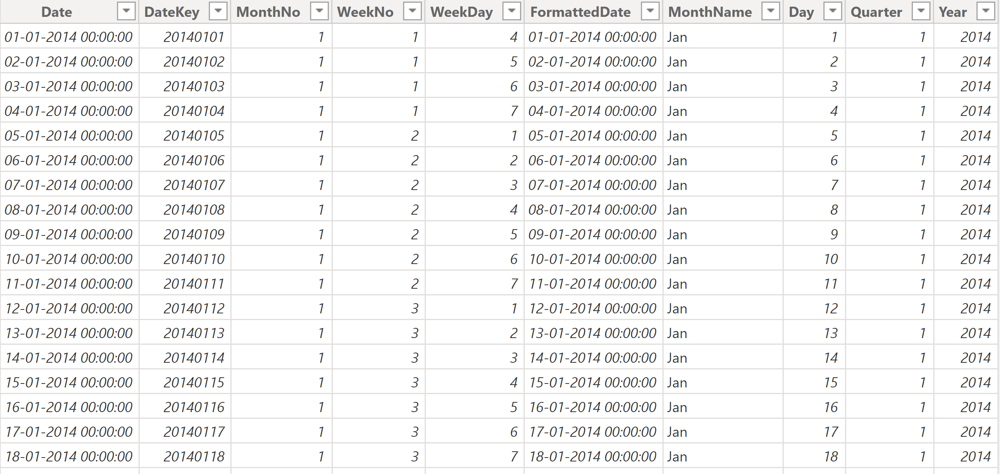 Date DateKey MonthNo WeekNo WeekDay FormattedDate MonthName Day Quarter Year
01-01-2014 00:00:00 20140101 1 1 4 01-01-2014 00:00:00 Jan 1 1 2014
02-01-2014 00:00:00 20140102 1 1 5 02-01-2014 00:00:00 Jan 2 1 2014
03-01-2014 00:00:00 20140103 1 1 6 03-01-2014 00:00:00 Jan 3 1 2014
04-01-2014 00:00:00 20140104 1 1 7 04-01-2014 00:00:00 Jan 4 1 2014
05-01-2014 00:00:00 20140105 1 2 1 05-01-2014 00:00:00 Jan 5 1 2014
06-01-2014 00:00:00 20140106 1 2 2 06-01-2014 00:00:00 Jan 6 1 2014
07-01-2014 00:00:00 20140107 1 2 3 07-01-2014 00:00:00 Jan 7 1 2014
08-01-2014 00:00:00 20140108 1 2 4 08-01-2014 00:00:00 Jan 8 1 2014
09-01-2014 00:00:00 20140109 1 2 5 09-01-2014 00:00:00 Jan 9 1 2014
10-01-2014 00:00:00 20140110 1 2 6 10-01-2014 00:00:00 Jan 10 1 2014
11-01-2014 00:00:00 20140111 1 2 7 11-01-2014 00:00:00 Jan 11 1 2014
12-01-2014 00:00:00 20140112 1 3 1 12-01-2014 00:00:00 Jan 12 1 2014
13-01-2014 00:00:00 20140113 1 3 2 13-01-2014 00:00:00 Jan 13 1 2014
14-01-2014 00:00:00 20140114 1 3 3 14-01-2014 00:00:00 Jan 14 1 2014
15-01-2014 00:00:00 20140115 1 3 4 15-01-2014 00:00:00 Jan 15 1 2014
16-01-2014 00:00:00 20140116 1 3 5 16-01-2014 00:00:00 Jan 16 1 2014
17-01-2014 00:00:00 20140117 1 3 6 17-01-2014 00:00:00 Jan 17 1 2014
18-01-2014 00:00:00 20140118 1 3 7 18-01-2014 00:00:00 Jan 18 1 2014